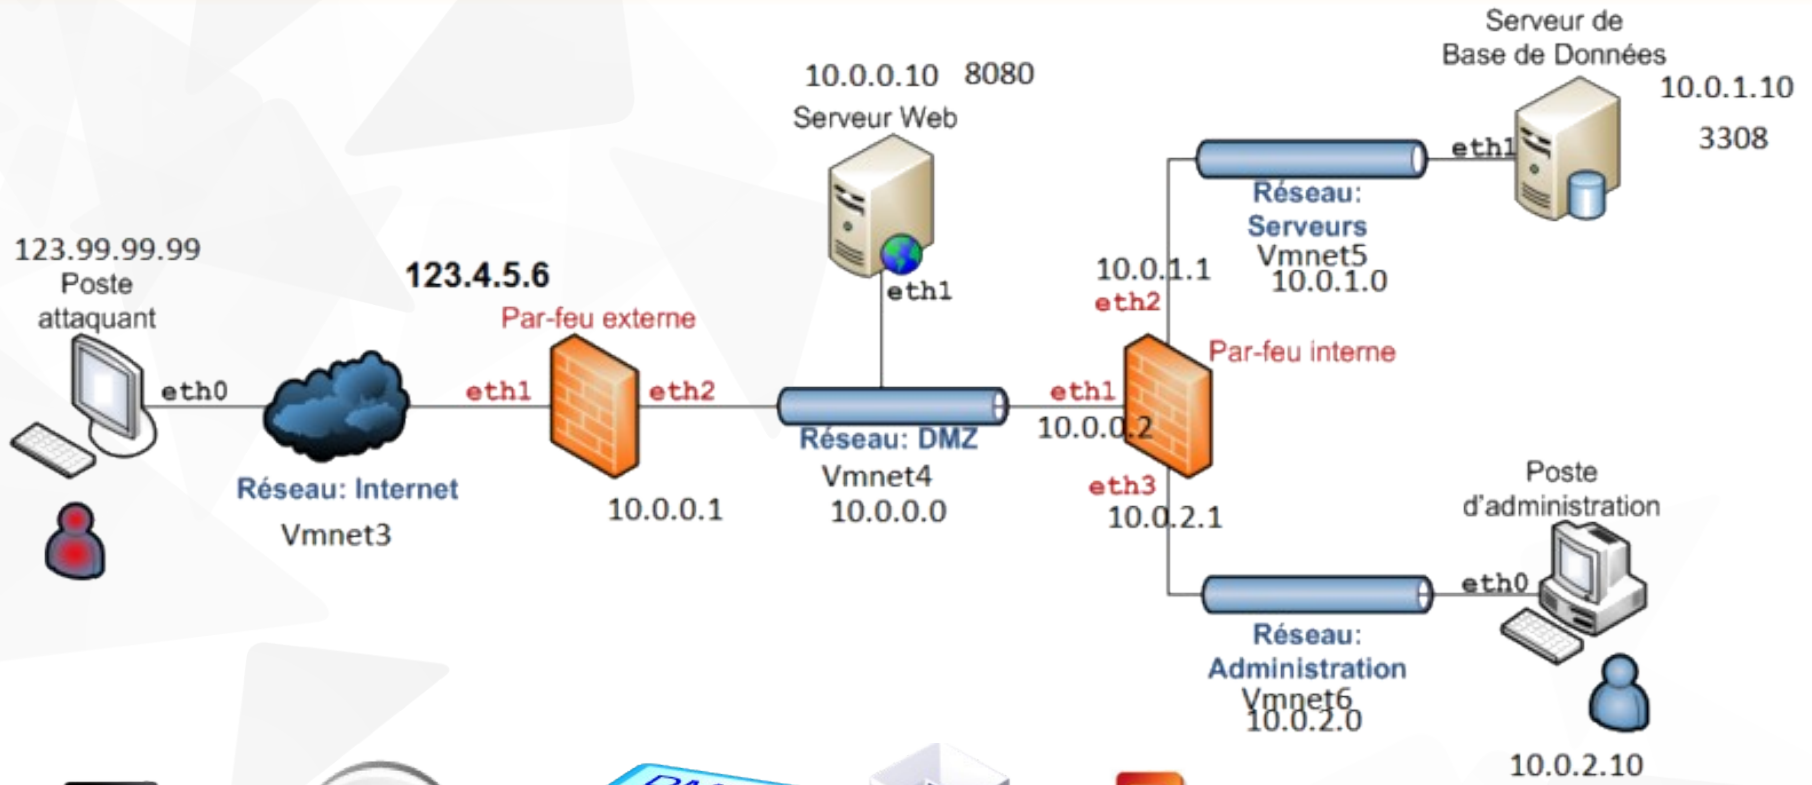 Serveur de
Base de Données
10.0.1.10
3308
eth1
10.0.0.10 8080
Serveur Web
eth1
Réseau:
Serveurs
Vmnet5
10.0.1.0
123.99.99.99
Poste
attaquant
eth0
123.4.5.6
Par-feu externe
eth1
eth2
10.0.0.1
Réseau: Internet
Vmnet3
Réseau: DMZ
Vmnet4
10.0.0.0
10.0.1.1
eth2
Par-feu interne
eth1
10.0.0.2
eth3
10.0.2.1
Poste
d'administration
eth0
Réseau:
Administration
Vmnet6
10.0.2.0
10.0.2.10